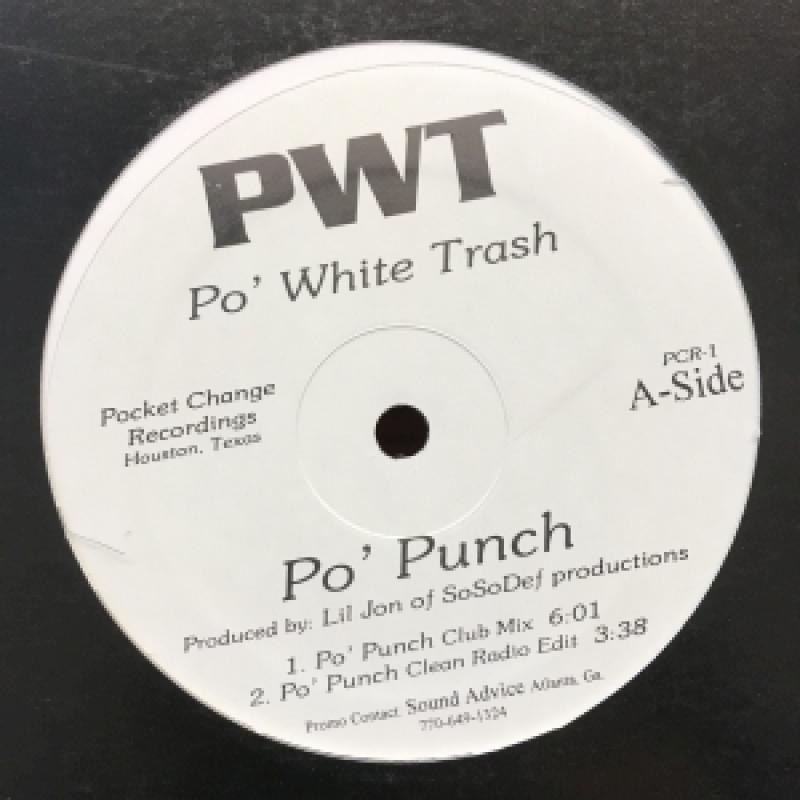 PWT
Po' White Trash
Pocket Change
Recordings
Houston, Texas
PCR-1
A-Side
Po' Punch
Produced by: Lil Jon of SoSoDef productions
1. Po' Punch Club Mix 6:01
2. Po' Punch Clean Radio Edit 3:38
Promo Contact: Sound Advice Atlanta, Ga.
770-649-1324